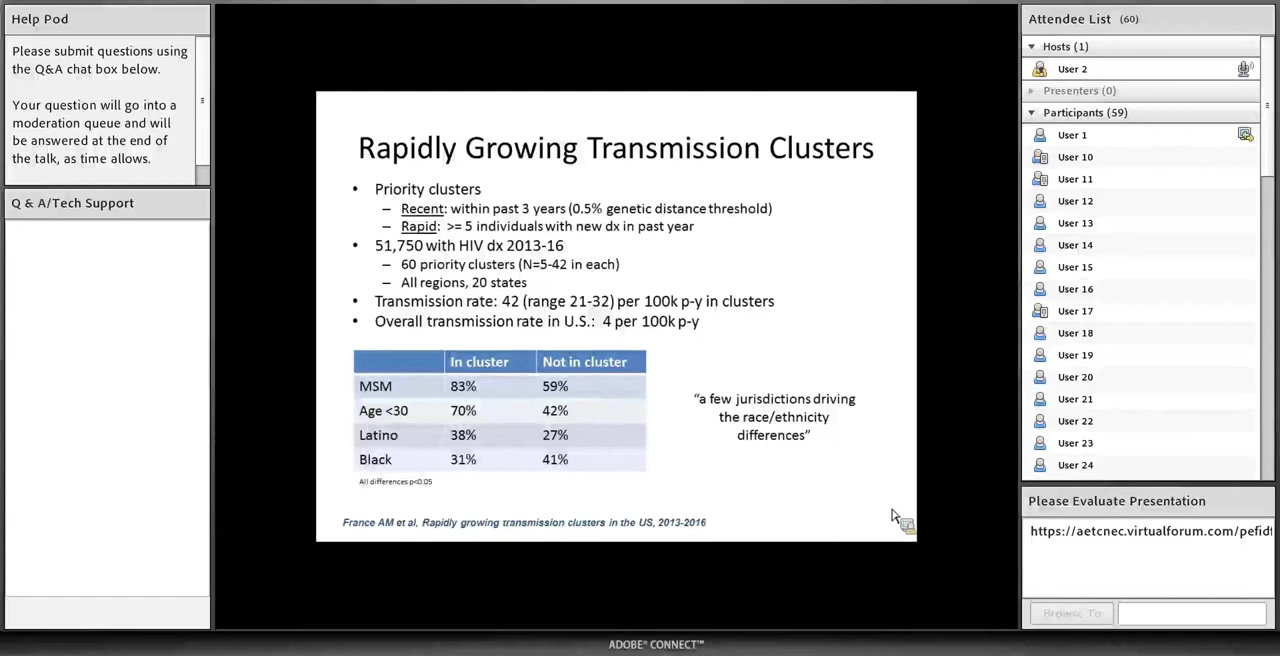 Help Pod
Please submit questions using
the Q&A chat box below.
Your question will go into a
moderation queue and will
be answered at the end of
the talk, as time allows.
Q & A/Tech Support
Rapidly Growing Transmission Clusters
• Priority clusters
– Recent: within past 3 years (0.5% genetic distance threshold)
– Rapid: >= 5 individuals with new dx in past year
• 51,750 with HIV dx 2013-16
– 60 priority clusters (N=5-42 in each)
– All regions, 20 states
• Transmission rate: 42 (range 21-32) per 100k p-y in clusters
• Overall transmission rate in U.S.: 4 per 100k p-y
In cluster Not in cluster
MSM 83% 59%
Age <30 70% 42%
Latino 38% 27%
Black 31% 41%
All differences p<0.05
“a few jurisdictions driving
the race/ethnicity
differences”
France AM et al, Rapidly growing transmission clusters in the US, 2013-2016
Attendee List (60)
Hosts (1)
User 2
Presenters (0)
Participants (59)
User 1
User 10
User 11
User 12
User 13
User 14
User 15
User 16
User 17
User 18
User 19
User 20
User 21
User 22
User 23
User 24
Please Evaluate Presentation
https://aetcnec.virtualforum.com/pefidt
Browse To
ADOBE® CONNECT™